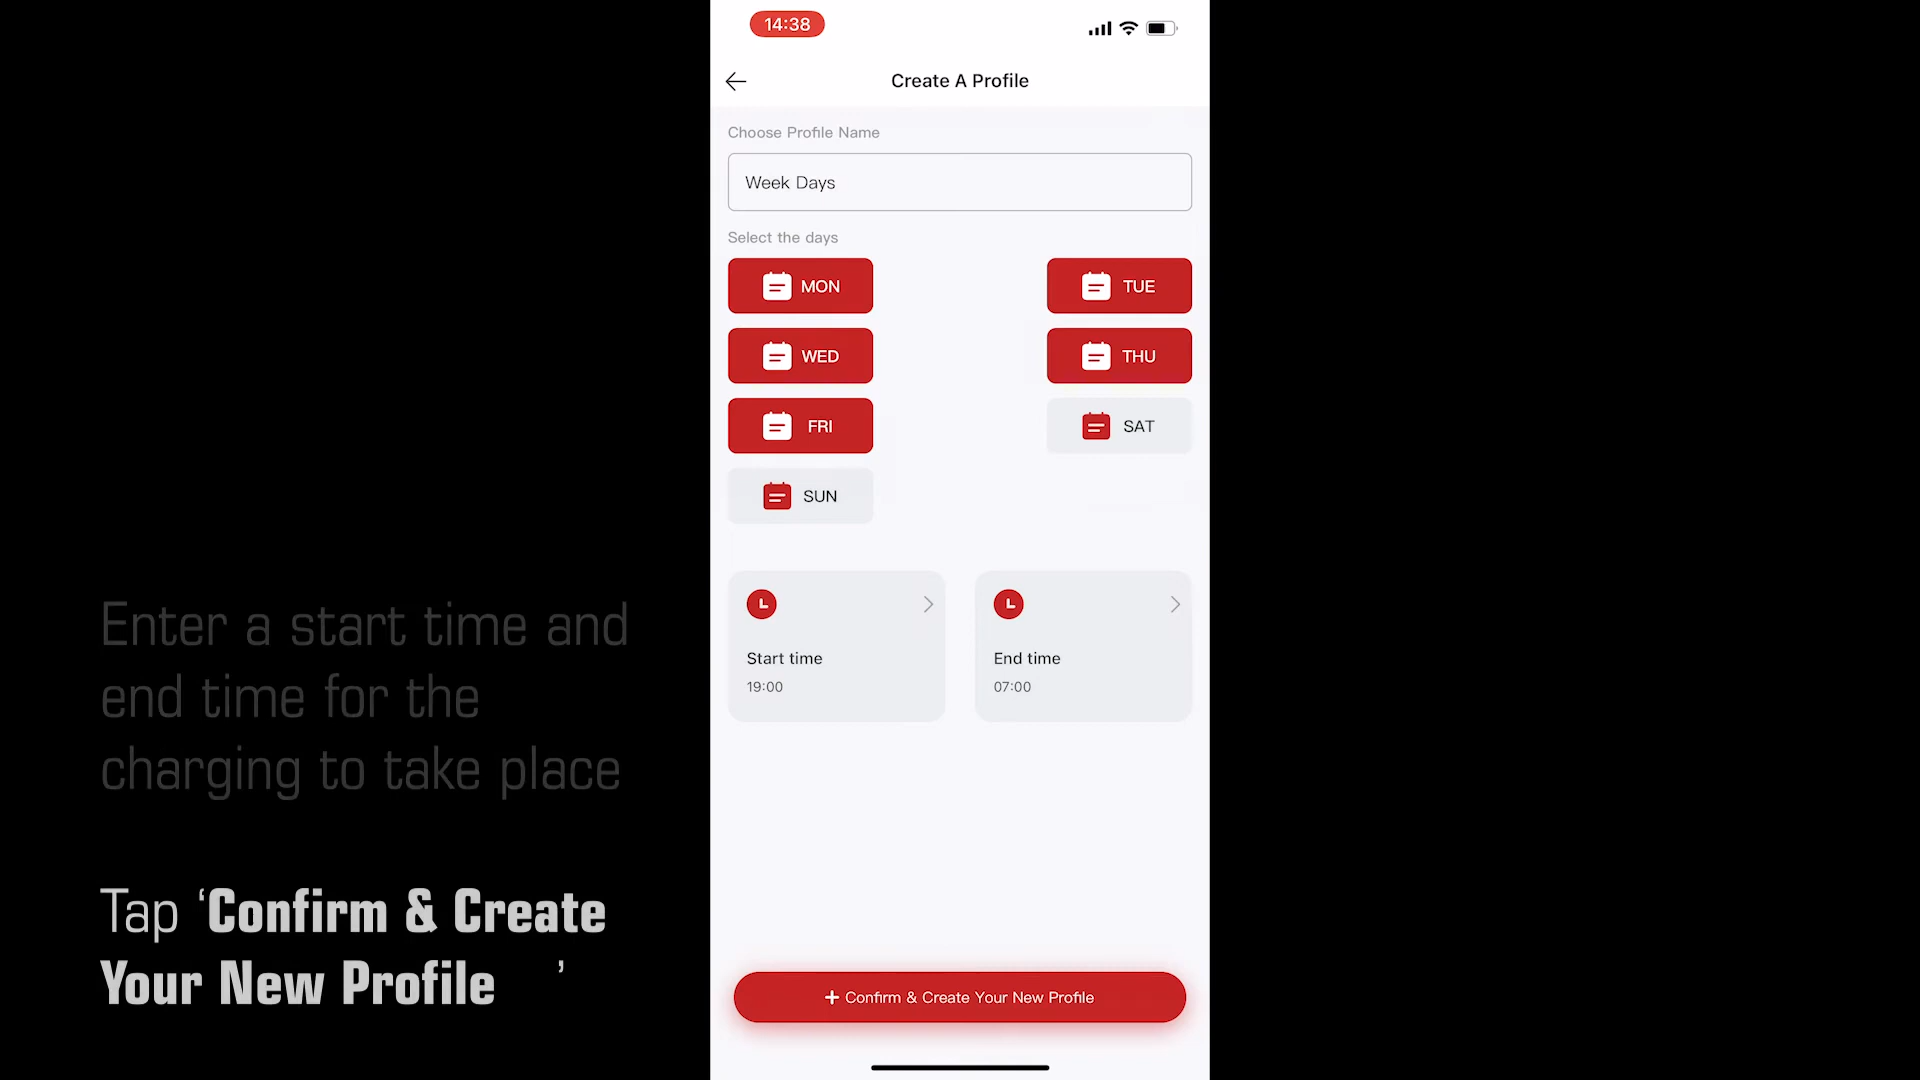 14:38
Create A Profile
Choose Profile Name
Week Days
Select the days
MON
TUE
WED
THU
FRI
SAT
SUN
Start time
19:00
End time
07:00
+ Confirm & Create Your New Profile
Enter a start time and
end time for the
charging to take place
Tap ‘Confirm & Create
Your New Profile ’